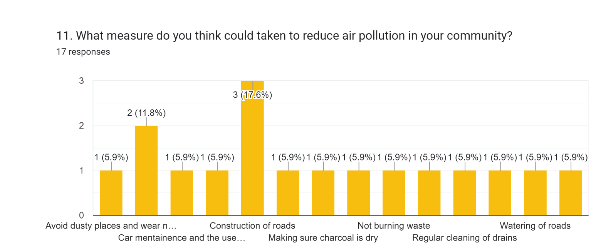 11. What measure do you think could taken to reduce air pollution in your community?
17 responses
3
2
1
0
1 (5.9%)
2 (11.8%)
1 (5.9%)
1 (5.9%)
3 (17.6%)
1 (5.9%)
1 (5.9%)
1 (5.9%)
1 (5.9%)
1 (5.9%)
1 (5.9%)
1 (5.9%)
1 (5.9%)
1 (5.9%)
Avoid dusty places and wear n…
Car mentainence and the use…
Construction of roads
Making sure charcoal is dry
Not burning waste
Regular cleaning of drains
Watering of roads